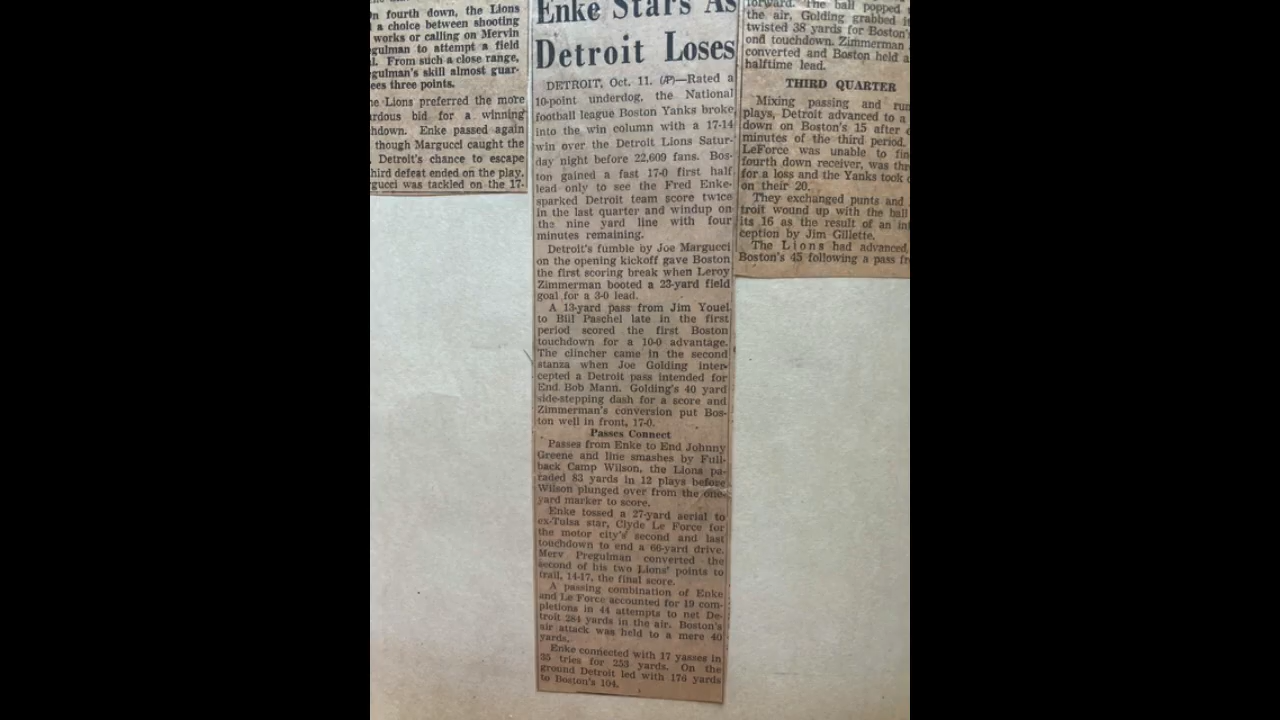 n fourth down, the Lions
a choice between shooting
works or calling on Mervin
gulman to attempt a field
l. From such a close range,
gulman's skill almost guar-
ees three points.
he Lions preferred the more
rdous bid for a winning
hdown. Enke passed again
though Margucci caught the
. Detroit's chance to escape
hird defeat ended on the play.
rgucci was tackled on the 17-
Enke Stars As
Detroit Loses
DETROIT, Oct. 11. (AP)—Rated a
10-point underdog, the National
football league Boston Yanks broke
into the win column with a 17-14
win over the Detroit Lions Satur-
day night before 22,609 fans. Bos-
ton gained a fast 17-0 first half
lead only to see the Fred Enke-
sparked Detroit team score twice
in the last quarter and windup on
the nine yard line with four
minutes remaining.
Detroit's fumble by Joe Margucci
on the opening kickoff gave Boston
the first scoring break when Leroy
Zimmerman booted a 23-yard field
goal for a 3-0 lead.
A 13-yard pass from Jim Youel
to Bill Paschel late in the first
period scored the first Boston
touchdown for a 10-0 advantage.
The clincher came in the second
stanza when Joe Golding inter-
cepted a Detroit pass intended for
End Bob Mann. Golding's 40 yard
side-stepping dash for a score and
Zimmerman's conversion put Bos-
ton well in front, 17-0.
Passes Connect
Passes from Enke to End Johnny
Greene and line smashes by Full-
back Camp Wilson, the Lions pa-
raded 83 yards in 12 plays before
Wilson plunged over from the one-
yard marker to score.
Enke tossed a 27-yard aerial to
ex-Tulsa star, Clyde Le Force for
the motor city's second and last
touchdown to end a 66-yard drive.
Merv Pregulman converted the
second of his two Lions' points to
trail, 14-17, the final score.
A passing combination of Enke
and Le Force accounted for 19 com-
pletions in 44 attempts to net De-
troit 284 yards in the air. Boston's
air attack was held to a mere 40
yards.
Enke connected with 17 yasses in
35 tries for 253 yards. On the
ground Detroit led with 176 yards
to Boston's 104.
forward. The ball popped
the air, Golding grabbed i
twisted 38 yards for Boston's
ond touchdown. Zimmerman
converted and Boston held a
halftime lead.
THIRD QUARTER
Mixing passing and run
plays, Detroit advanced to a
down on Boston's 15 after
minutes of the third period.
LeForce was unable to fin
fourth down receiver, was thr
for a loss and the Yanks took
on their 20.
They exchanged punts and
troit wound up with the ball
its 16 as the result of an in
ception by Jim Gillette.
The Lions had advanced
Boston's 45 following a pass fr